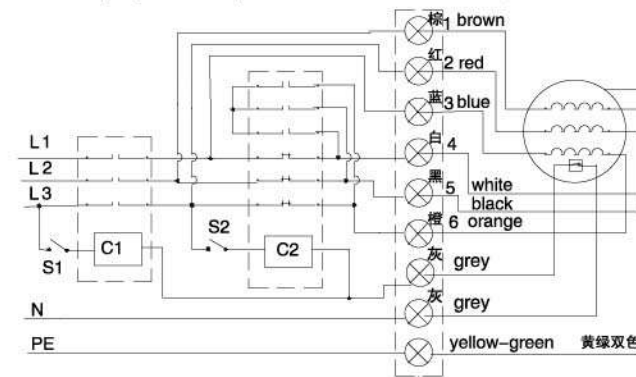 棕1 brown
红2 red
蓝3 blue
白4
L1
L2
L3
黑5 white
black
橙6 orange
S1
C1
S2
C2
灰 grey
灰 grey
N
PE
yellow-green 黄绿双色